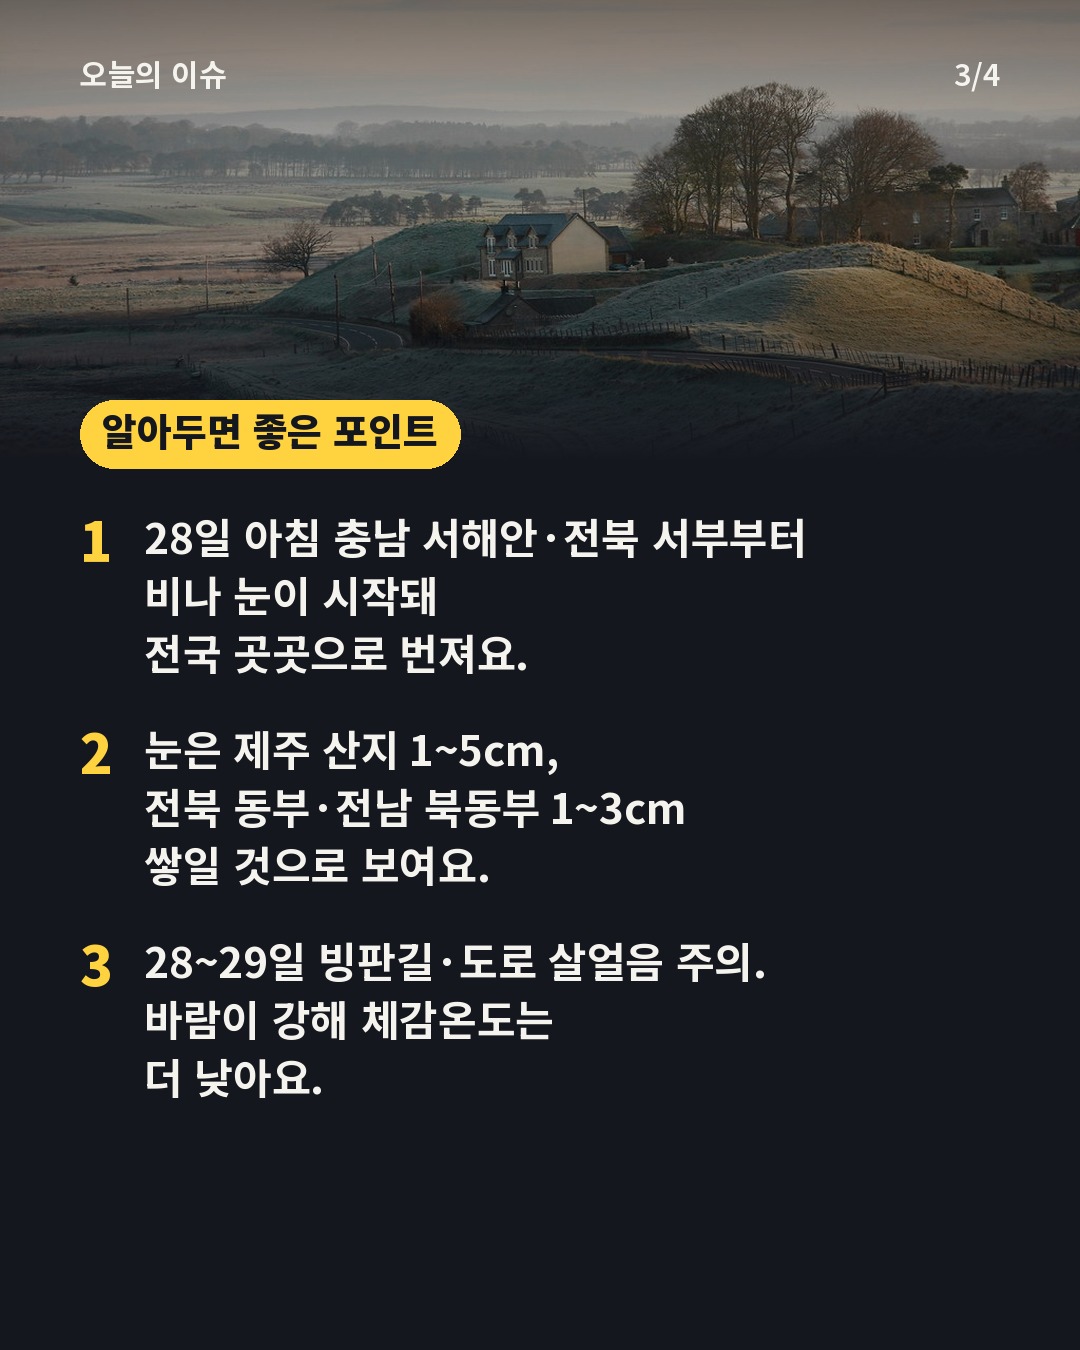 오늘의 이슈
3/4
알아두면 좋은 포인트
1 28일 아침 충남 서해안·전북 서부부터
비나 눈이 시작돼
전국 곳곳으로 번져요.
2 눈은 제주 산지 1~5cm,
전북 동부·전남 북동부 1~3cm
쌓일 것으로 보여요.
3 28~29일 빙판길·도로 살얼음 주의.
바람이 강해 체감온도는
더 낮아요.